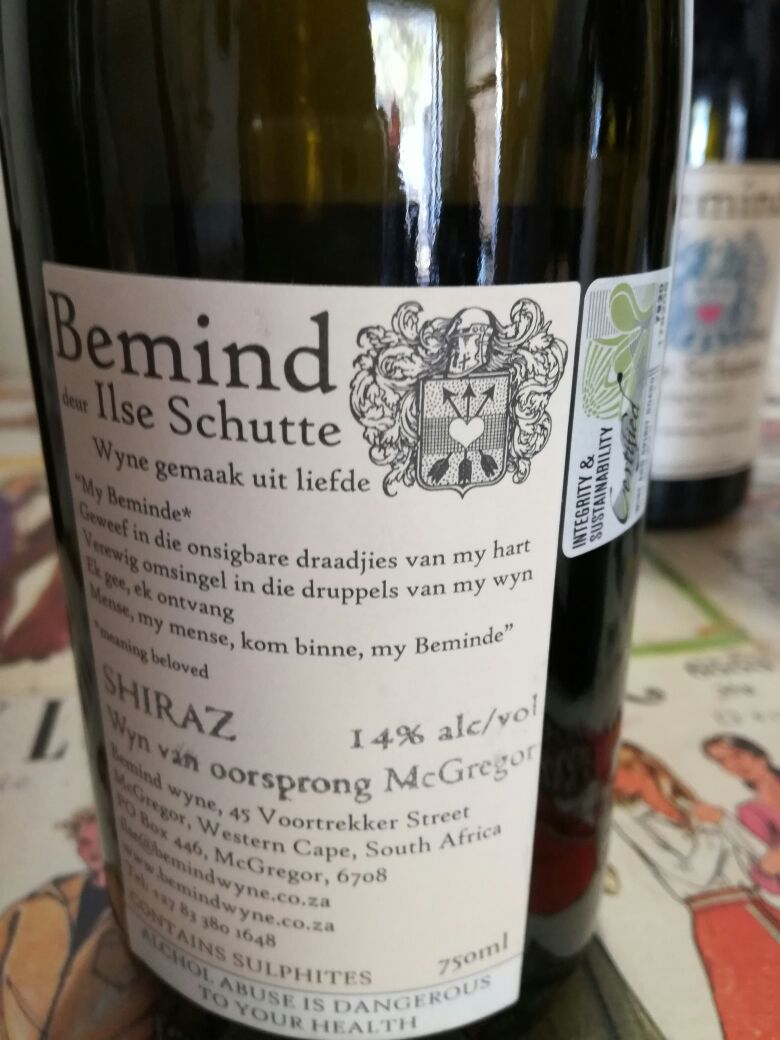 Bemind
deur Ilse Schutte
Wyne gemaak uit liefde
"My Beminde*
Geweef in die onsigbare draadjies van my hart
Verewig omsingel in die druppels van my wyn
Ek gee, ek ontvang
Mense, my mense, kom binne, my Beminde"
*meaning beloved
SHIRAZ
14% alc/vol
Wyn van oorsprong McGregor
Bemind wyne, 45 Voortrekker Street
McGregor, Western Cape, South Africa
PO Box 446, McGregor, 6708
www.bemindwyne.co.za
Tel: +27 83 380 1648
CONTAINS SULPHITES
750ml
ALCHOL ABUSE IS DANGEROUS
TO YOUR HEALTH
INTEGRITY &
SUSTAINABILITY
Certified